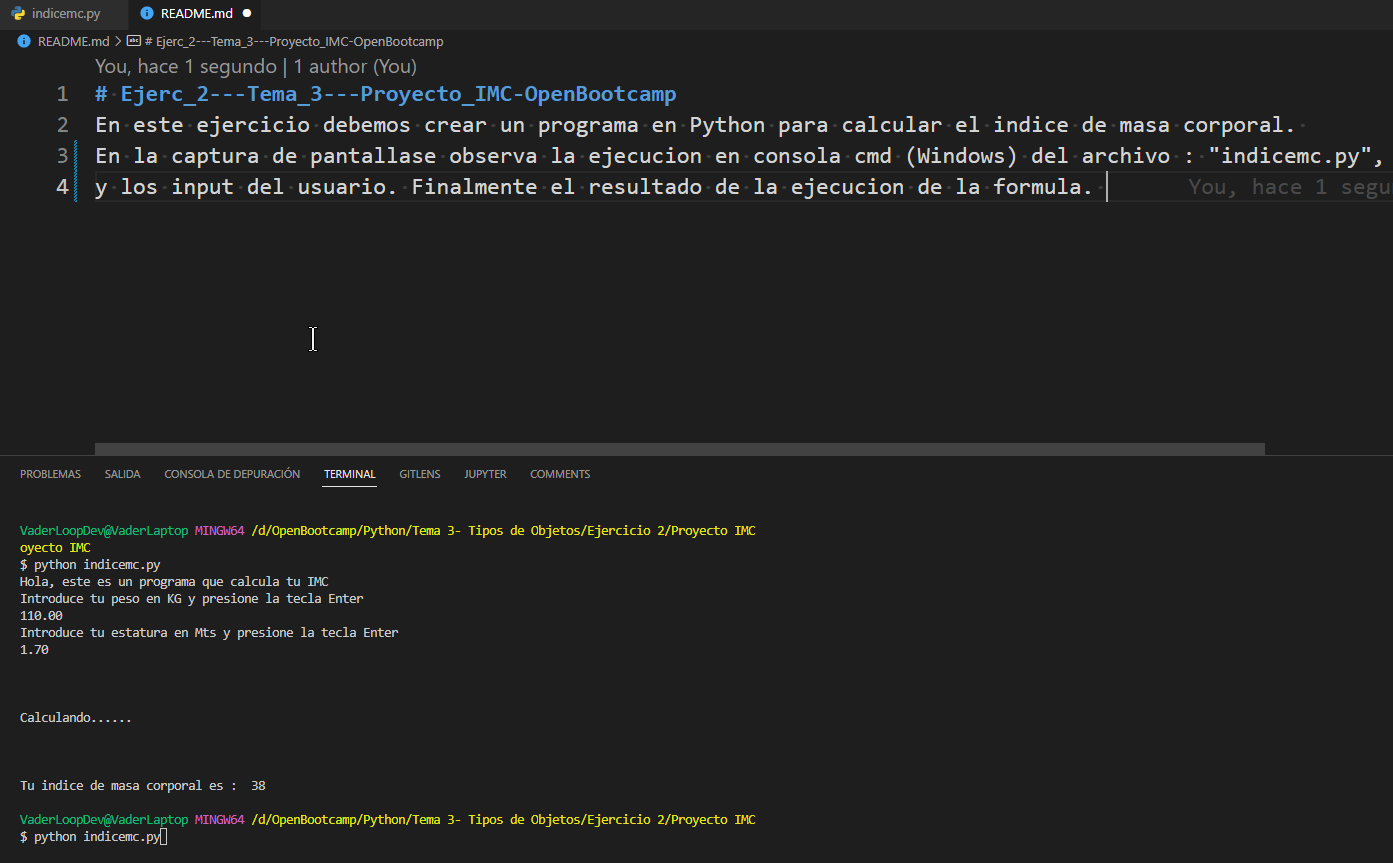 indicemc.py
README.md
README.md > # Ejerc_2---Tema_3---Proyecto_IMC-OpenBootcamp
You, hace 1 segundo | 1 author (You)
1 # Ejerc_2---Tema_3---Proyecto_IMC-OpenBootcamp
2 En este ejercicio debemos crear un programa en Python para calcular el indice de masa corporal.
3 En la captura de pantallase observa la ejecucion en consola cmd (Windows) del archivo : "indicemc.py",
4 y los input del usuario. Finalmente el resultado de la ejecucion de la formula. You, hace 1 segu
PROBLEMAS SALIDA CONSOLA DE DEPURACIÓN TERMINAL GITLENS JUPYTER COMMENTS
VaderLoopDev@VaderLaptop MINGW64 /d/OpenBootcamp/Python/Tema 3- Tipos de Objetos/Ejercicio 2/Proyecto IMC
oyecto IMC
$ python indicemc.py
Hola, este es un programa que calcula tu IMC
Introduce tu peso en KG y presione la tecla Enter
110.00
Introduce tu estatura en Mts y presione la tecla Enter
1.70
Calculando......
Tu indice de masa corporal es :  38
VaderLoopDev@VaderLaptop MINGW64 /d/OpenBootcamp/Python/Tema 3- Tipos de Objetos/Ejercicio 2/Proyecto IMC
$ python indicemc.py